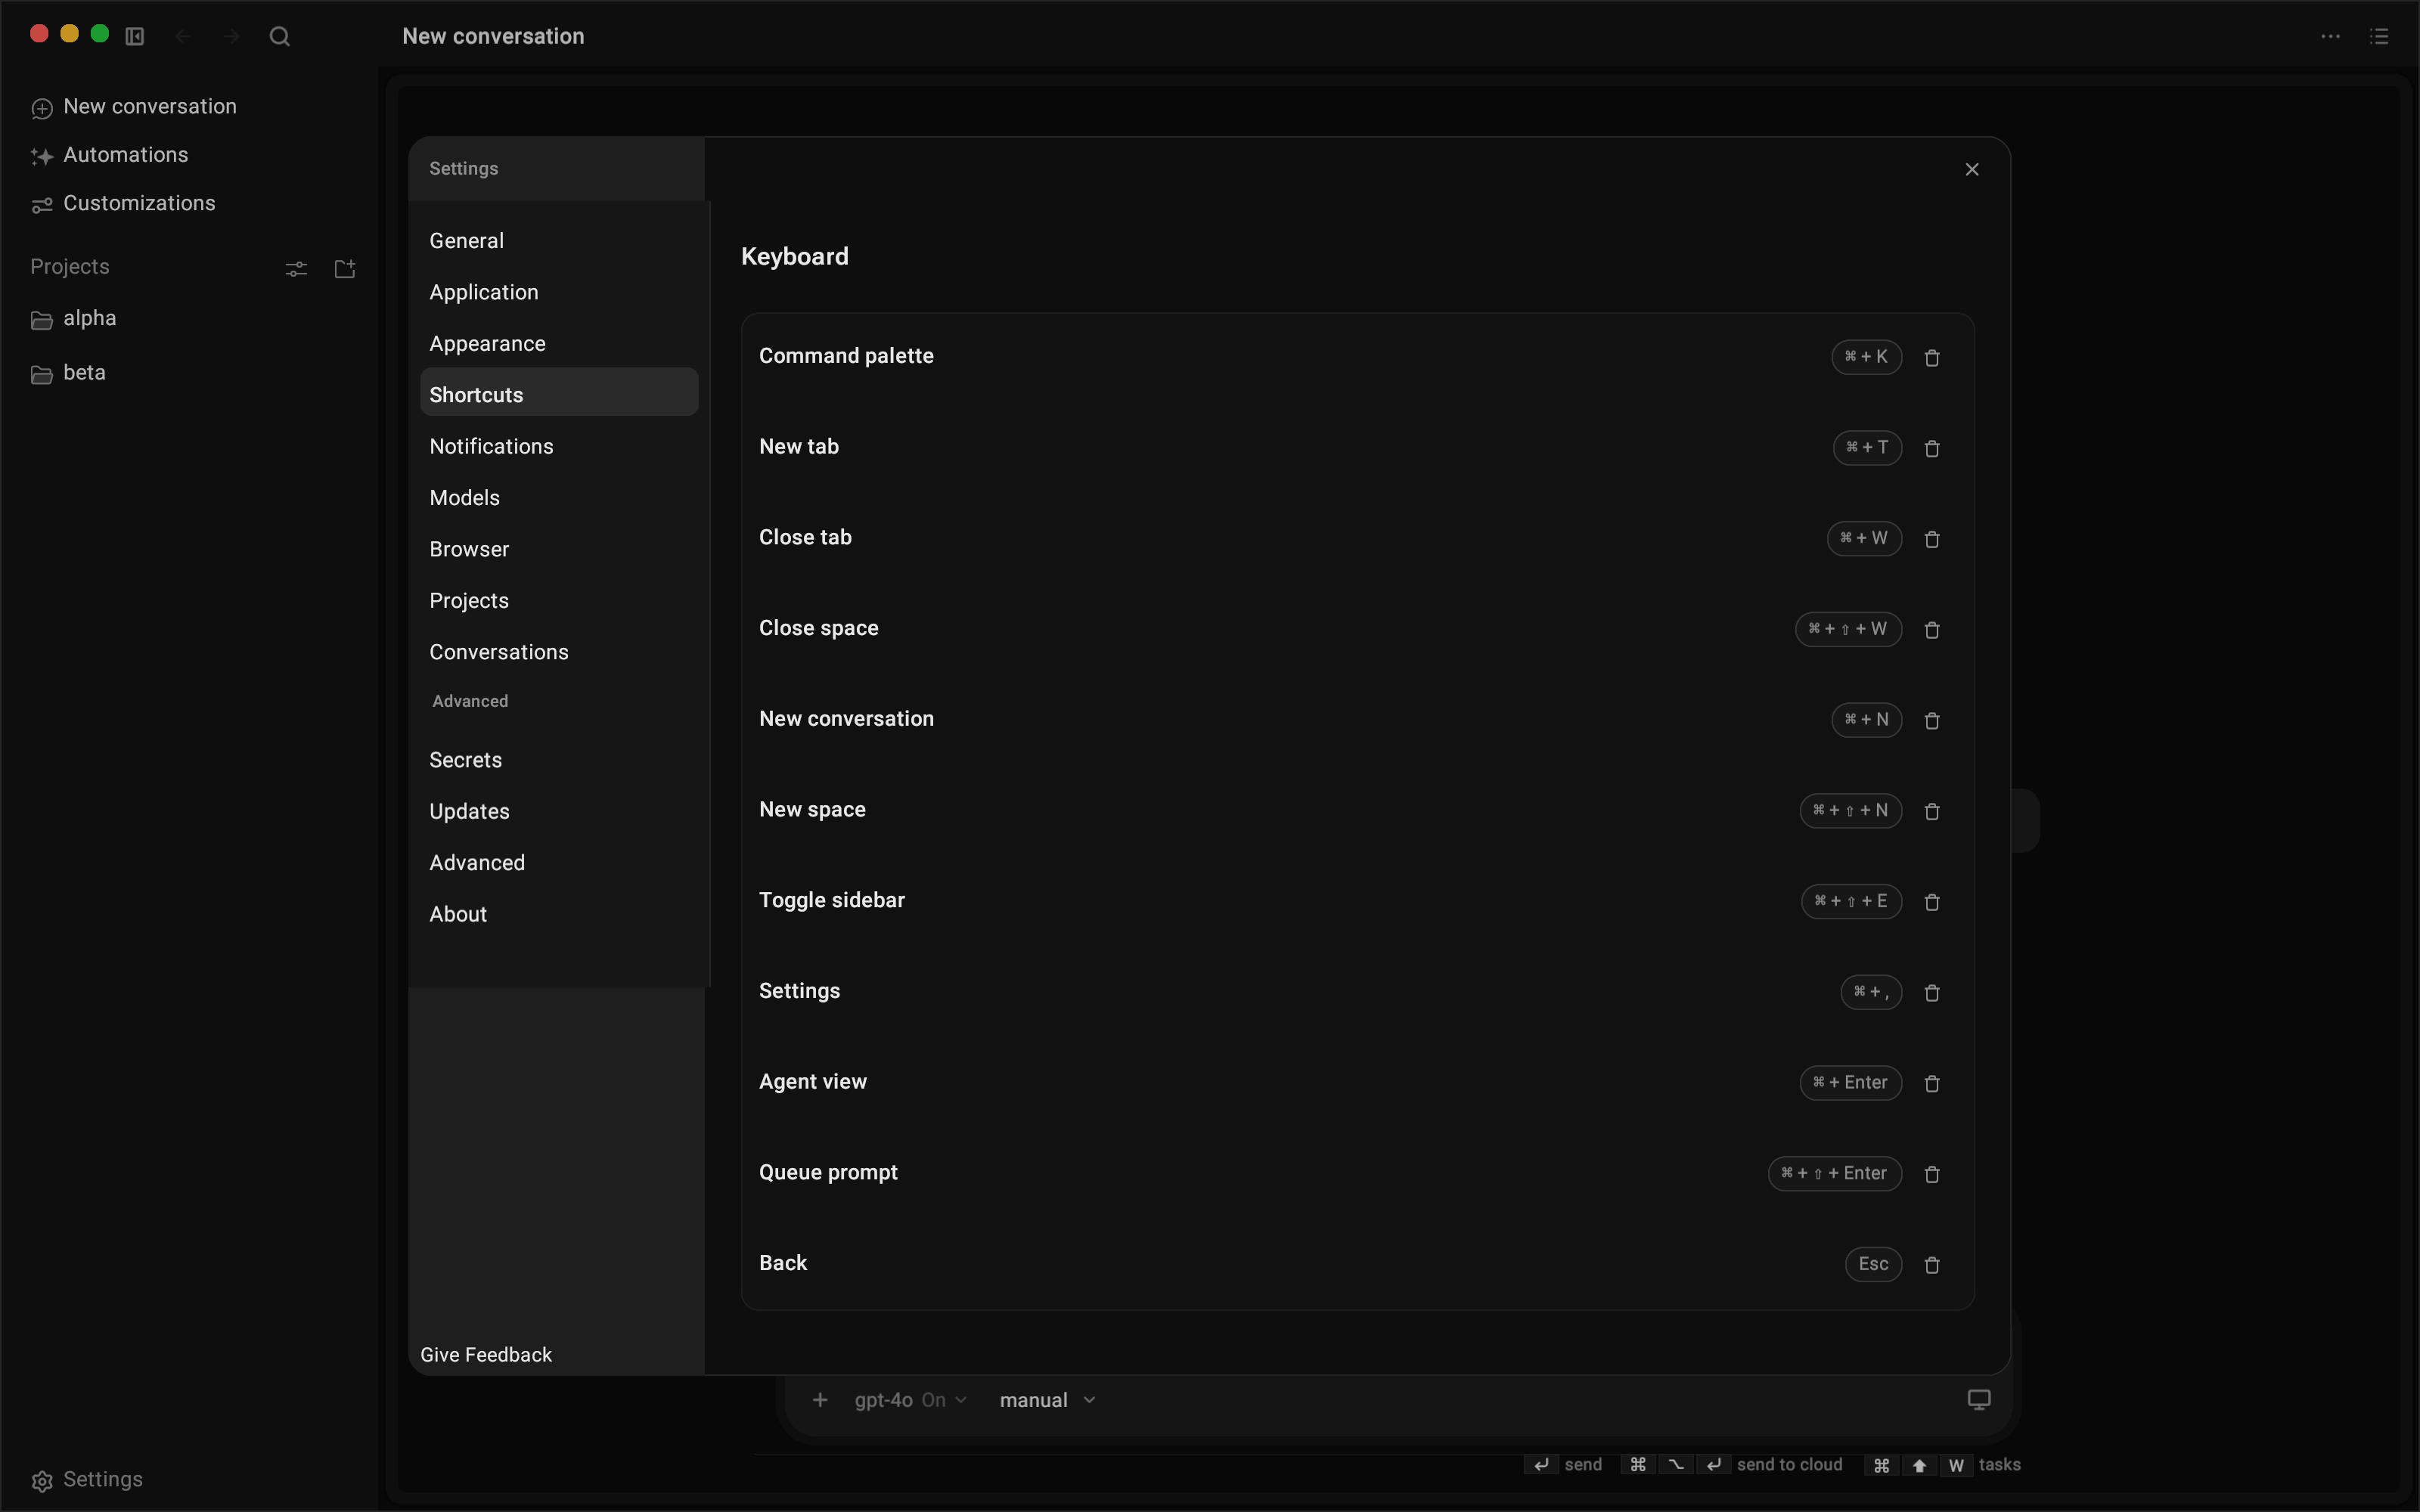 New conversation
New conversation
Automations
Customizations
Projects
alpha
beta
Settings
Settings
General
Application
Appearance
Shortcuts
Notifications
Models
Browser
Projects
Conversations
Advanced
Secrets
Updates
Advanced
About
Give Feedback
Keyboard
Command palette ⌘ + K
New tab ⌘ + T
Close tab ⌘ + W
Close space ⌘ + ⇧ + W
New conversation ⌘ + N
New space ⌘ + ⇧ + N
Toggle sidebar ⌘ + ⇧ + E
Settings ⌘ + ,
Agent view ⌘ + Enter
Queue prompt ⌘ + ⇧ + Enter
Back Esc
gpt-4o On manual
↵ send ⌘ ⌥ ↵ send to cloud ⌘ ⬆ W tasks